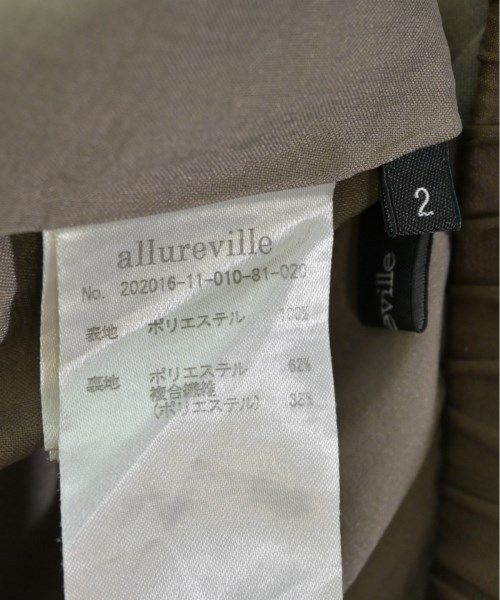 2
allureville
No. 202016-11-010-81-020
表地 ポリエステル 100%
裏地 ポリエステル 62%
複合繊維
(ポリエステル) 38%
eville